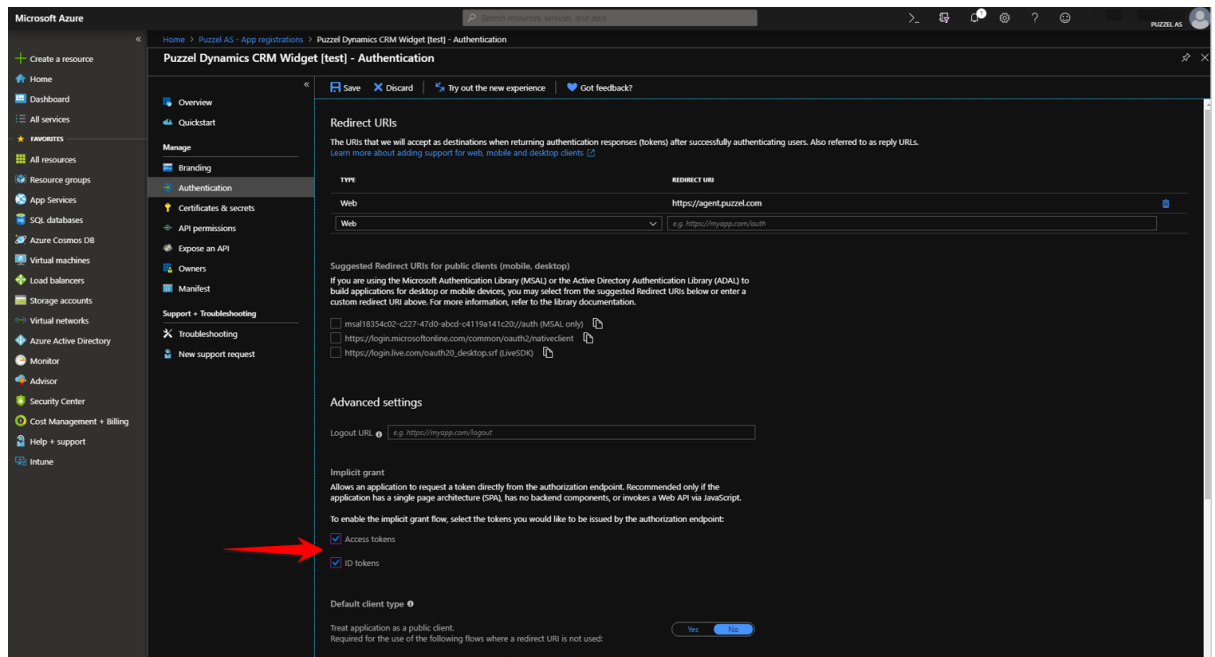 Microsoft Azure
Search resources, services, and docs
1
PUZZEL AS
Home > Puzzel AS - App registrations > Puzzel Dynamics CRM Widget [test] - Authentication
Puzzel Dynamics CRM Widget [test] - Authentication
Create a resource
Home
Dashboard
All services
FAVORITES
All resources
Resource groups
App Services
SQL databases
Azure Cosmos DB
Virtual machines
Load balancers
Storage accounts
Virtual networks
Azure Active Directory
Monitor
Advisor
Security Center
Cost Management + Billing
Help + support
Intune
Overview
Quickstart
Manage
Branding
Authentication
Certificates & secrets
API permissions
Expose an API
Owners
Manifest
Support + Troubleshooting
Troubleshooting
New support request
Save Discard Try out the new experience Got feedback?
Redirect URIs
The URIs that we will accept as destinations when returning authentication responses (tokens) after successfully authenticating users. Also referred to as reply URLs.
Learn more about adding support for web, mobile and desktop clients
TYPE REDIRECT URI
Web https://agent.puzzel.com
Web e.g. https://myapp.com/auth
Suggested Redirect URIs for public clients (mobile, desktop)
If you are using the Microsoft Authentication Library (MSAL) or the Active Directory Authentication Library (ADAL) to
build applications for desktop or mobile devices, you may select from the suggested Redirect URIs below or enter a
custom redirect URI above. For more information, refer to the library documentation.
msal18354c02-c227-47d0-abcd-c4119a141c20://auth (MSAL only)
https://login.microsoftonline.com/common/oauth2/nativeclient
https://login.live.com/oauth20_desktop.srf (LiveSDK)
Advanced settings
Logout URL e.g. https://myapp.com/logout
Implicit grant
Allows an application to request a token directly from the authorization endpoint. Recommended only if the
application has a single page architecture (SPA), has no backend components, or invokes a Web API via JavaScript.
To enable the implicit grant flow, select the tokens you would like to be issued by the authorization endpoint:
Access tokens
ID tokens
Default client type
Treat application as a public client.
Required for the use of the following flows where a redirect URI is not used:
Yes No